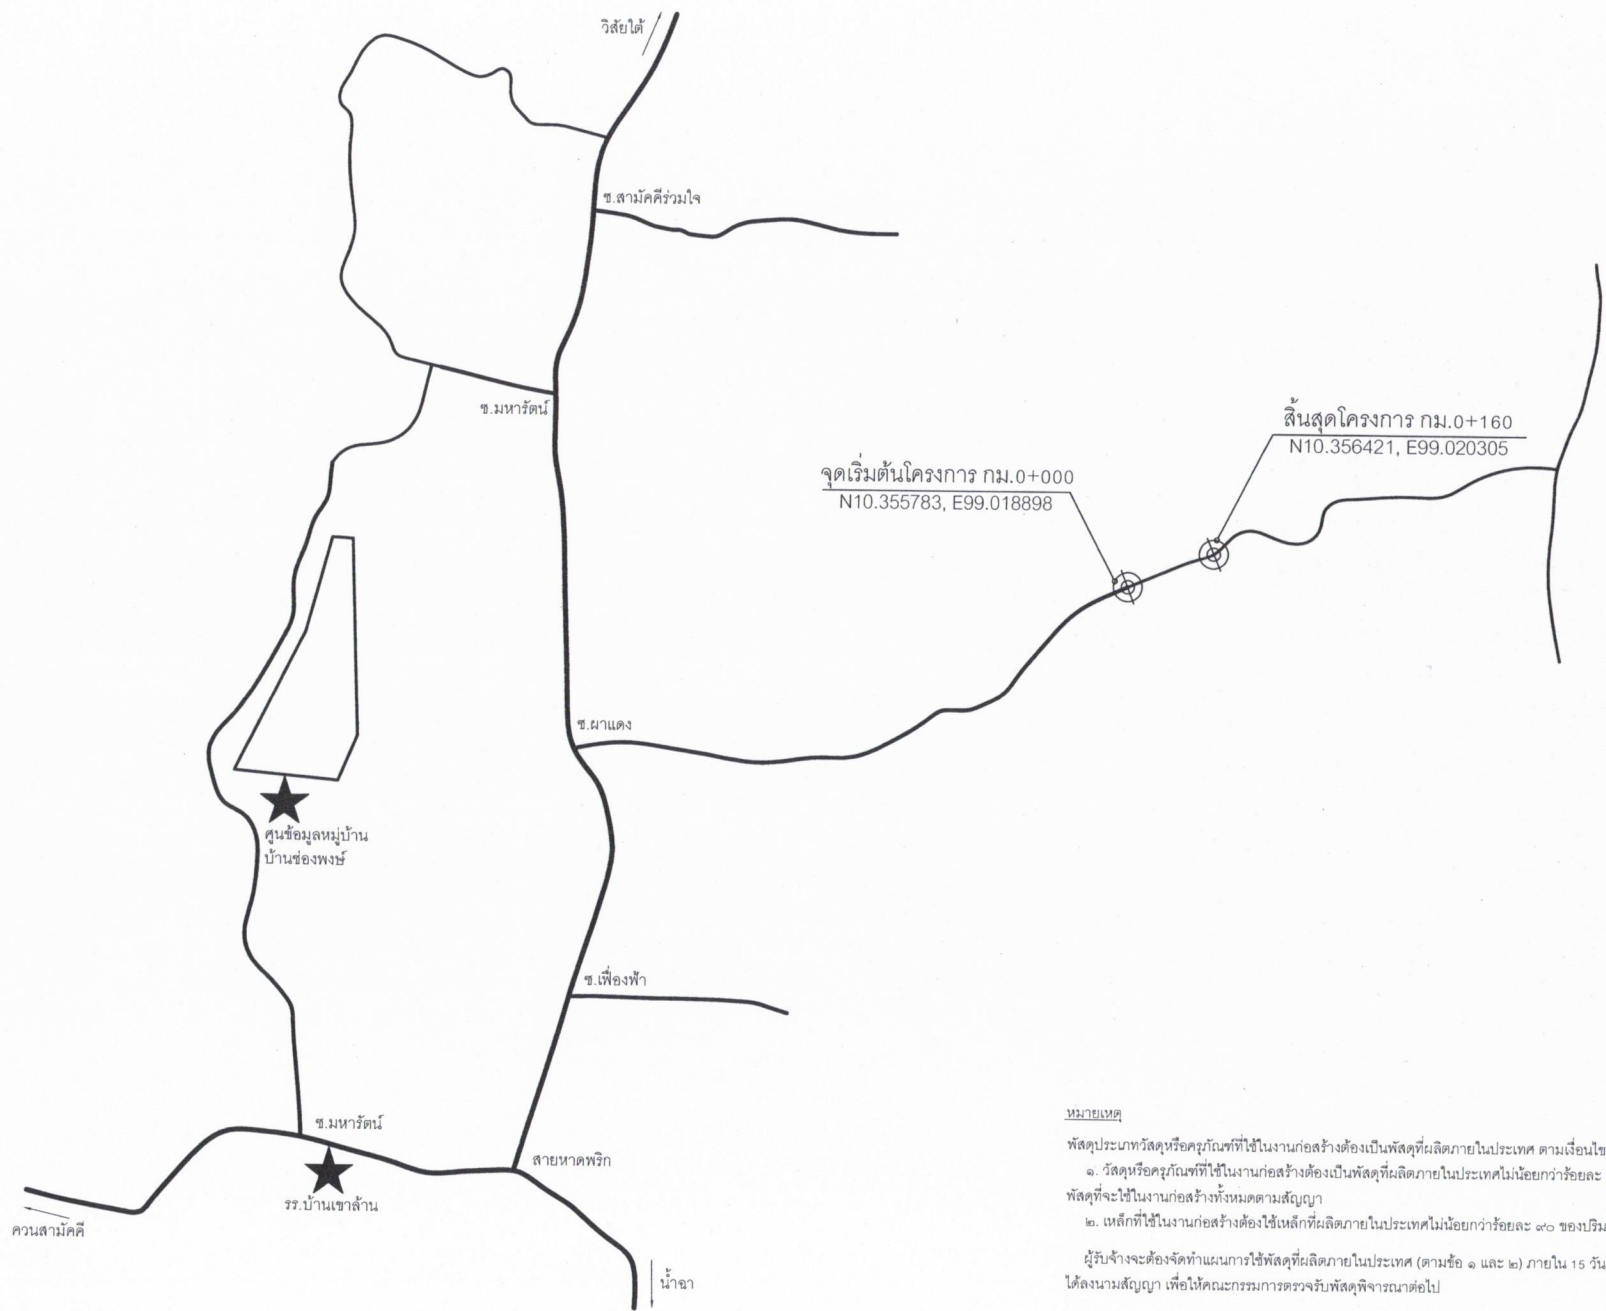 วิสัยใต้
ซ.สามัคคีร่วมใจ
ซ.มหารัตน์
สิ้นสุดโครงการ กม.0+160
N10.356421, E99.020305
จุดเริ่มต้นโครงการ กม.0+000
N10.355783, E99.018898
ซ.ผาแดง
ศูนข้อมูลหมู่บ้าน
บ้านช่องพงษ์
ซ.เฟื่องฟ้า
ซ.มหารัตน์
สายหาดพริก
รร.บ้านเขาล้าน
ควนสามัคคี
น้ำฉา
หมายเหตุ
พัสดุประเภทวัสดุหรือครุภัณฑ์ที่ใช้ในงานก่อสร้างต้องเป็นพัสดุที่ผลิตภายในประเทศ ตามเงื่อนไข
๑. วัสดุหรือครุภัณฑ์ที่ใช้ในงานก่อสร้างต้องเป็นพัสดุที่ผลิตภายในประเทศไม่น้อยกว่าร้อยละ
พัสดุที่จะใช้ในงานก่อสร้างทั้งหมดตามสัญญา
๒. เหล็กที่ใช้ในงานก่อสร้างต้องใช้เหล็กที่ผลิตภายในประเทศไม่น้อยกว่าร้อยละ ๙๐ ของปริม
ผู้รับจ้างจะต้องจัดทำแผนการใช้พัสดุที่ผลิตภายในประเทศ (ตามข้อ ๑ และ ๒) ภายใน 15 วัน
ได้ลงนามสัญญา เพื่อให้คณะกรรมการตรวจรับพัสดุพิจารณาต่อไป